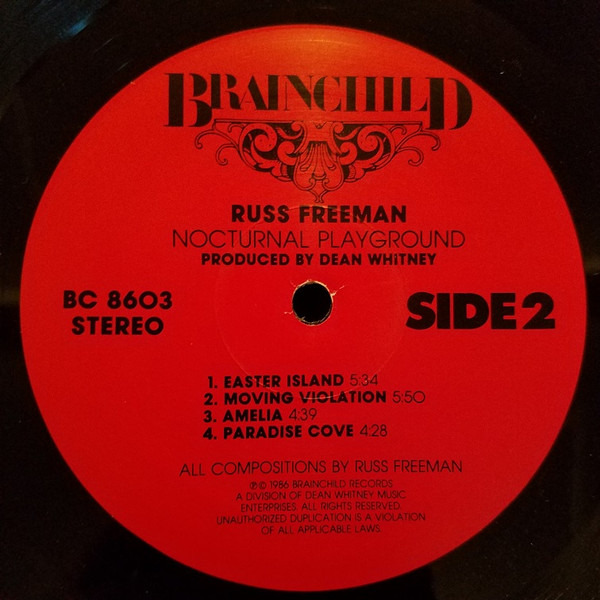 BRAINCHILD
RUSS FREEMAN
NOCTURNAL PLAYGROUND
PRODUCED BY DEAN WHITNEY
BC 8603
STEREO
SIDE 2
1. EASTER ISLAND 5:34
2. MOVING VIOLATION 5:50
3. AMELIA 4:39
4. PARADISE COVE 4:28
ALL COMPOSITIONS BY RUSS FREEMAN
℗© 1986 BRAINCHILD RECORDS
A DIVISION OF DEAN WHITNEY MUSIC
ENTERPRISES. ALL RIGHTS RESERVED.
UNAUTHORIZED DUPLICATION IS A VIOLATION
OF ALL APPLICABLE LAWS.